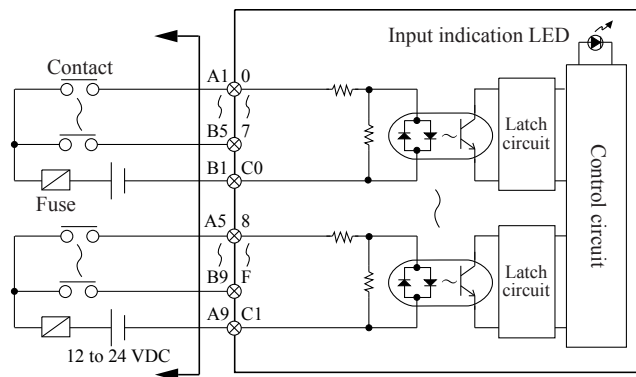 Input indication LED
Contact
A1 0
B5 7
B1 C0
Fuse
Latch circuit
Control circuit
A5 8
B9 F
A9 C1
Latch circuit
12 to 24 VDC